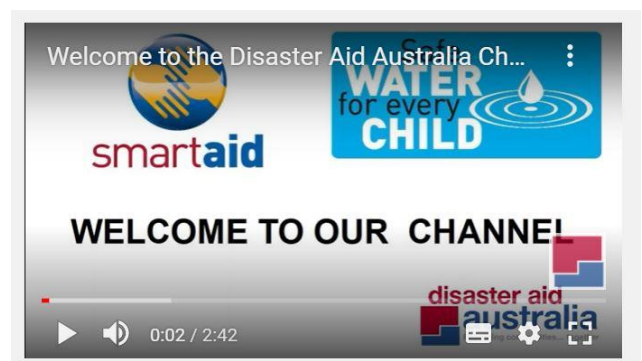 Welcome to the Disaster Aid Australia Ch...
Safe
WATER
for every
CHILD
smartaid
WELCOME TO OUR CHANNEL
disaster aid
australia
0:02 / 2:42